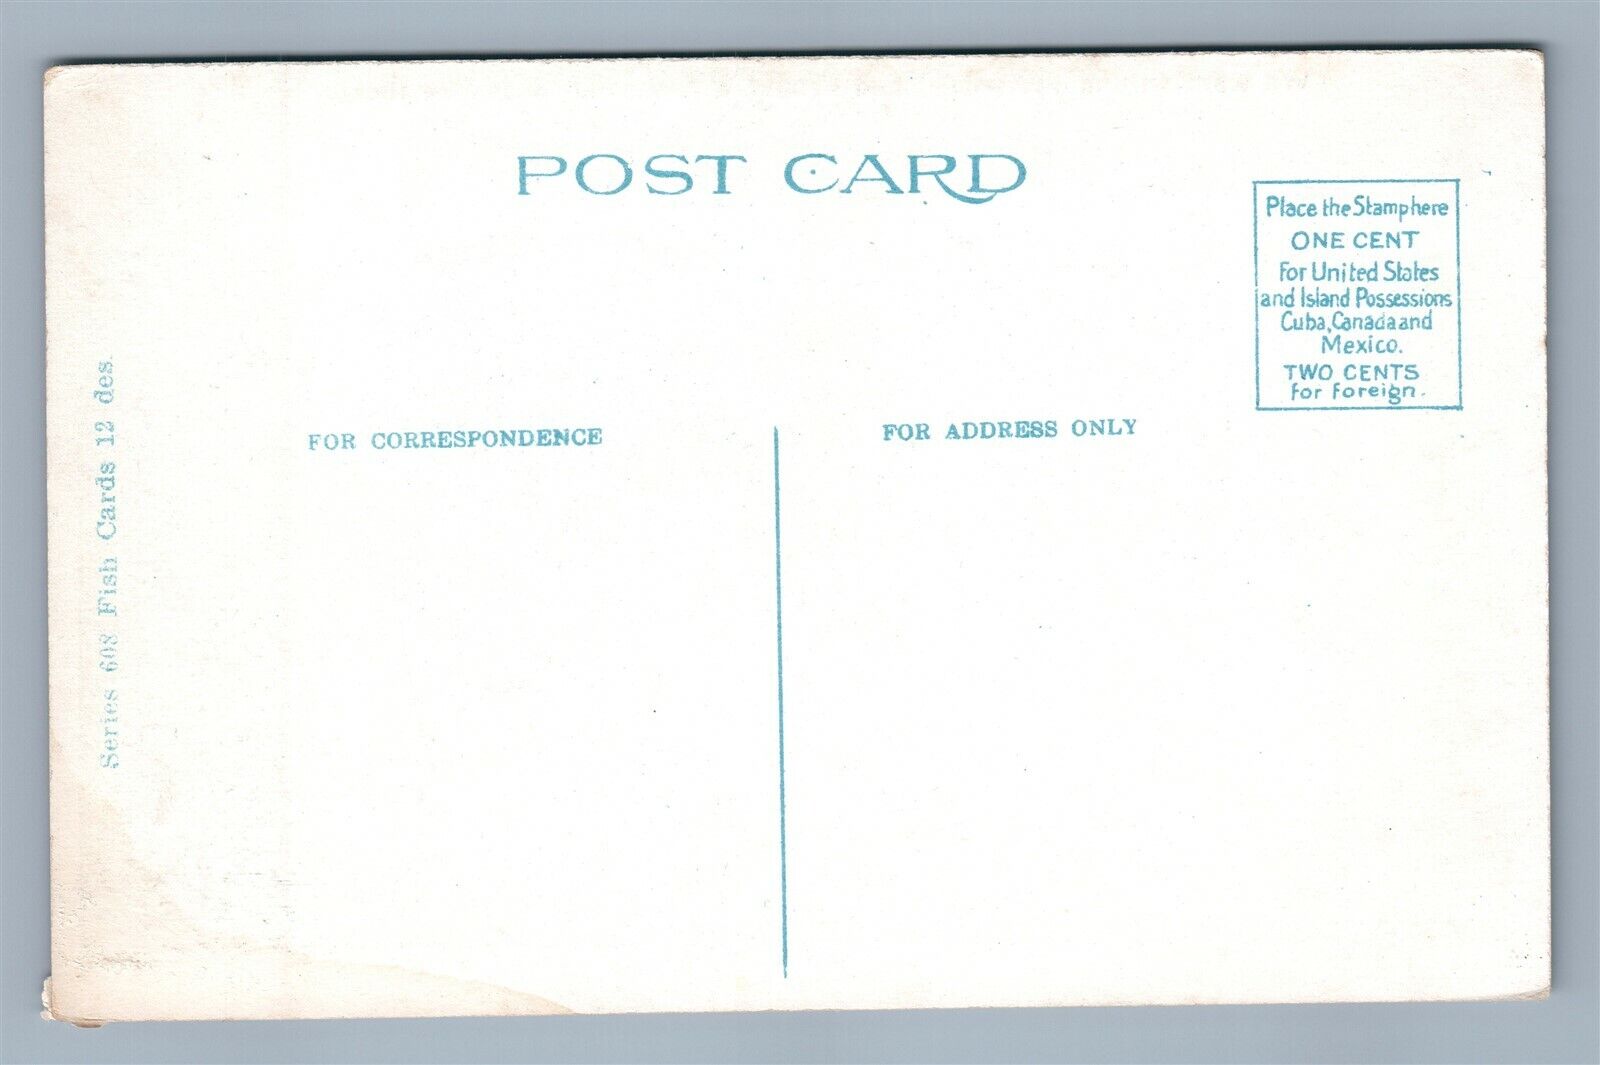 POST CARD
Place the Stamp here
ONE CENT
For United States
and Island Possessions
Cuba, Canada and
Mexico.
TWO CENTS
for foreign.
FOR CORRESPONDENCE
FOR ADDRESS ONLY
Series 608 Fish Cards 12 des.